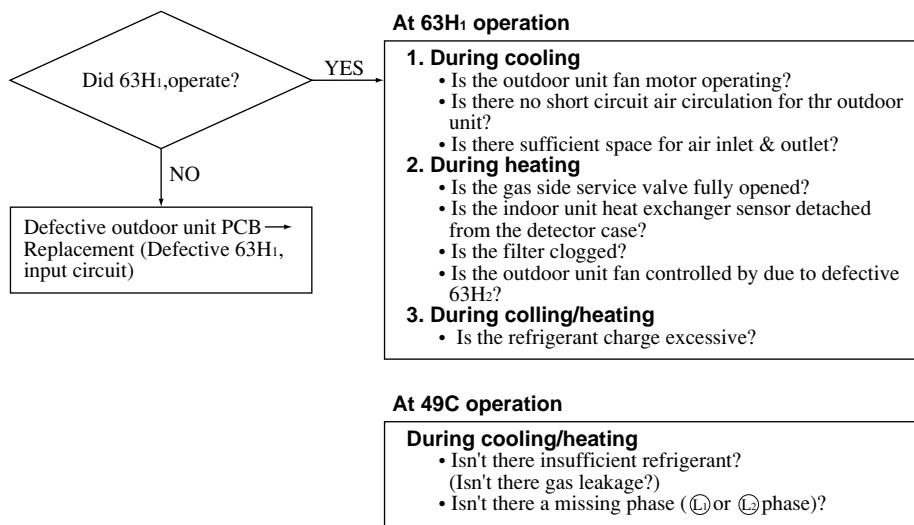 At 63H₁ operation
Did 63H₁,operate?
YES
NO
Defective outdoor unit PCB →
Replacement (Defective 63H₁,
input circuit)
1. During cooling
• Is the outdoor unit fan motor operating?
• Is there no short circuit air circulation for thr outdoor
unit?
• Is there sufficient space for air inlet & outlet?
2. During heating
• Is the gas side service valve fully opened?
• Is the indoor unit heat exchanger sensor detached
from the detector case?
• Is the filter clogged?
• Is the outdoor unit fan controlled by due to defective
63H₂?
3. During colling/heating
• Is the refrigerant charge excessive?
At 49C operation
During cooling/heating
• Isn't there insufficient refrigerant?
(Isn't there gas leakage?)
• Isn't there a missing phase (L₁ or L₂ phase)?